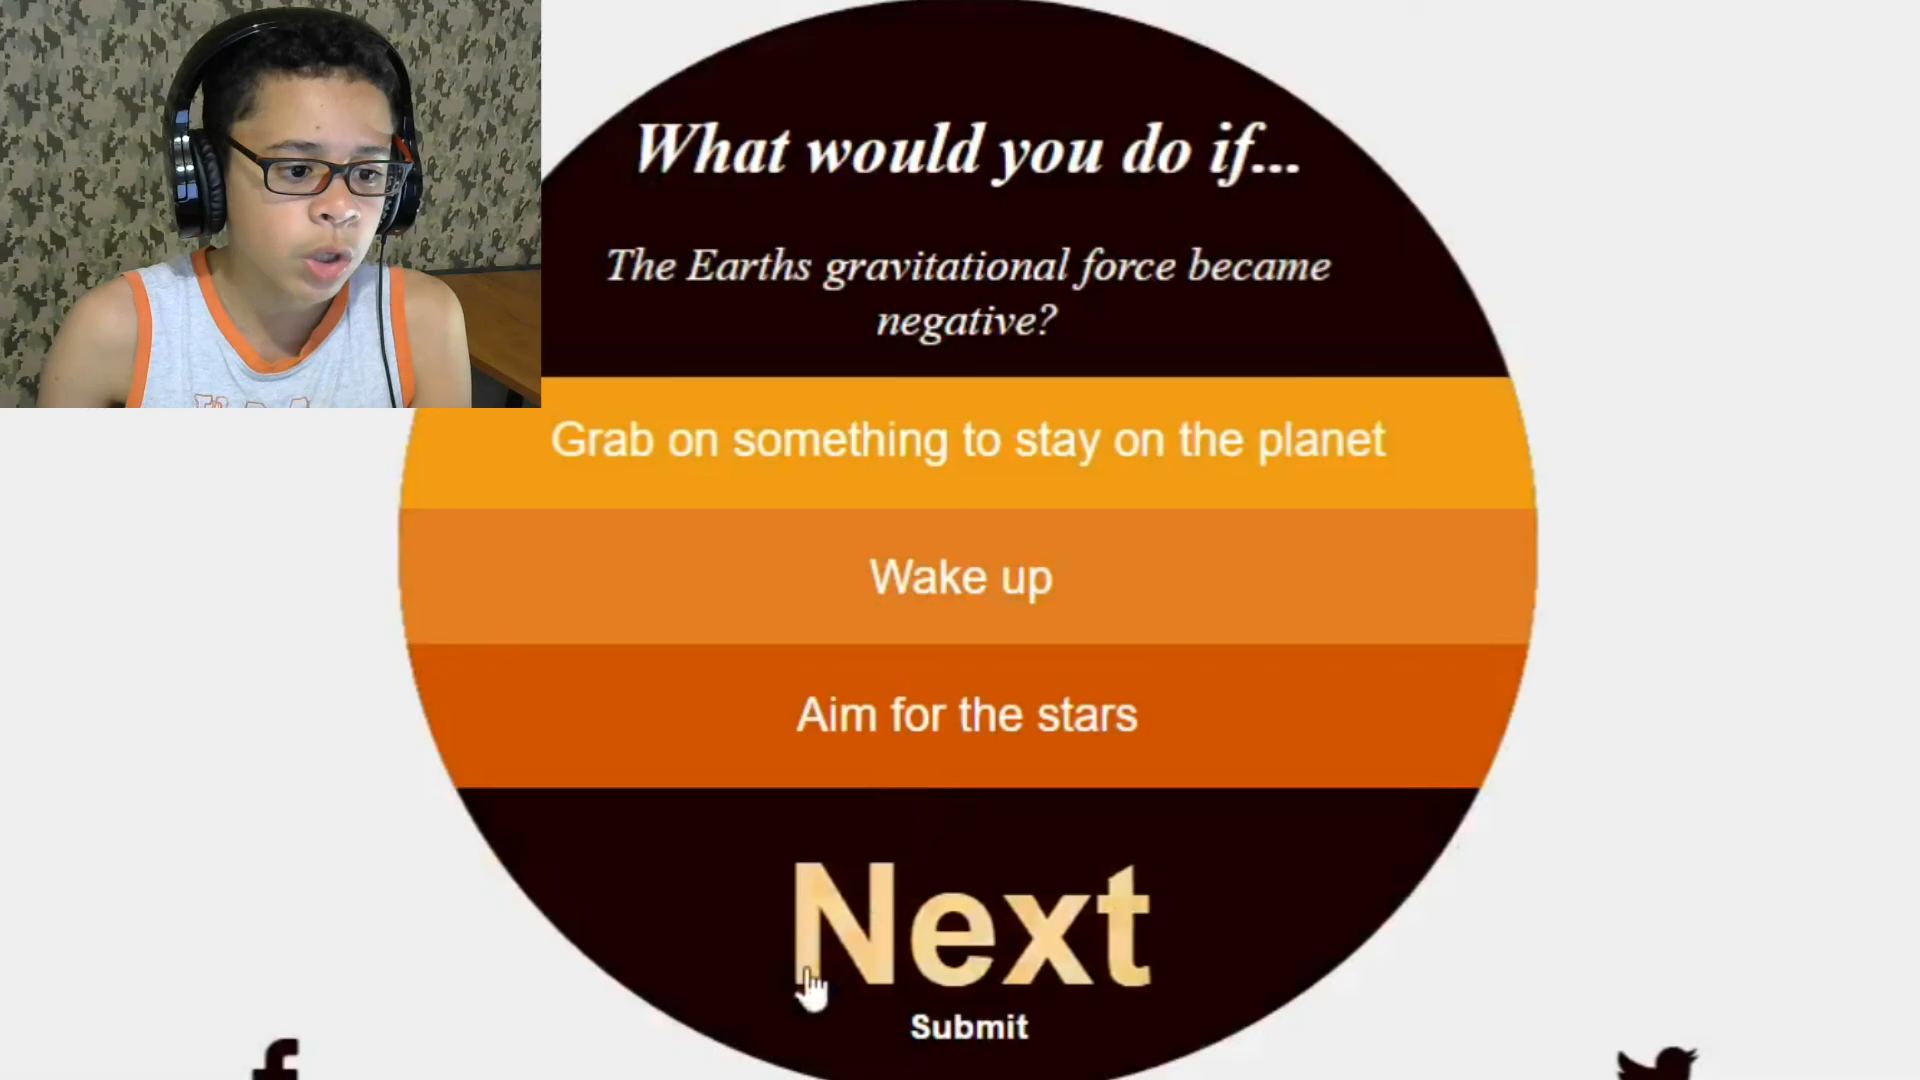 What would you do if...
The Earths gravitational force became
negative?
Grab on something to stay on the planet
Wake up
Aim for the stars
Next
Submit